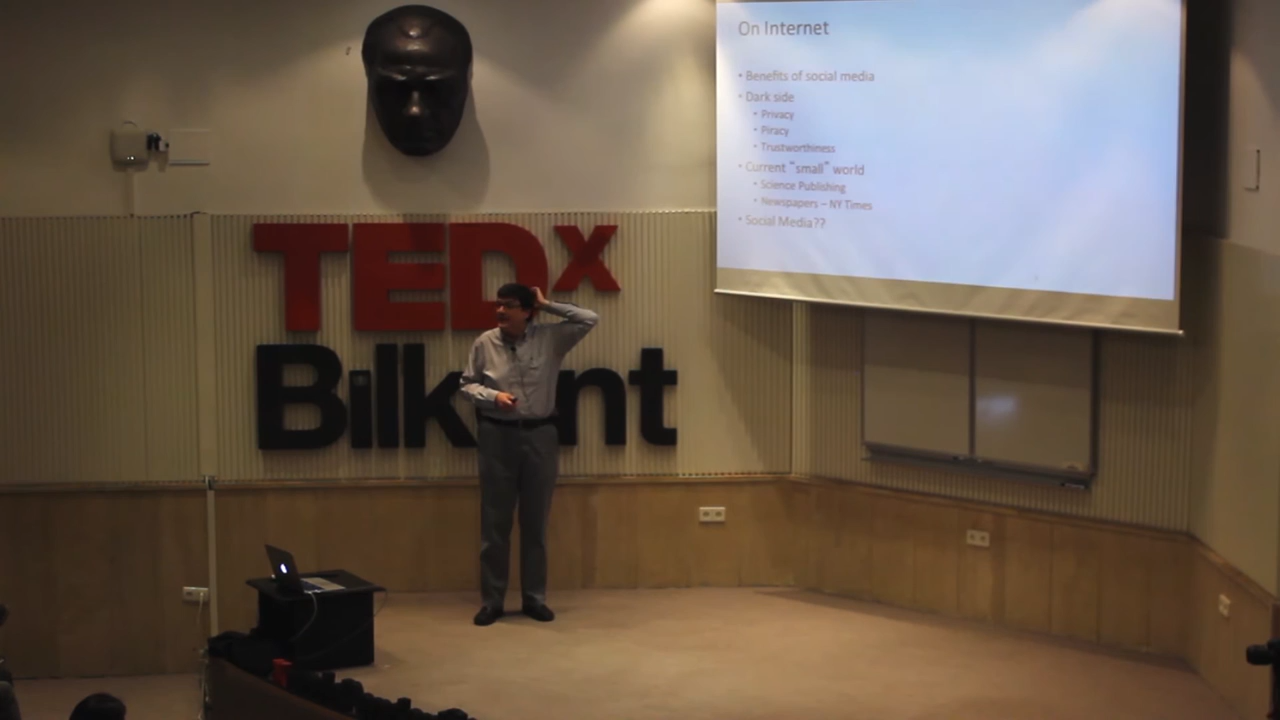 On Internet
• Benefits of social media
• Dark side
• Privacy
• Piracy
• Trustworthiness
• Current “small” world
• Science Publishing
• Newspapers – NY Times
• Social Media??
TEDx
Bilkent